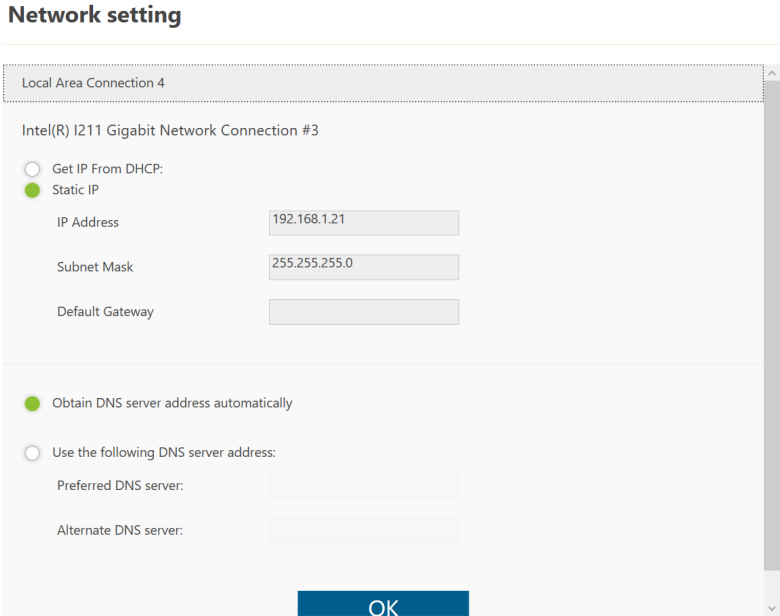 Network setting
Local Area Connection 4
Intel(R) I211 Gigabit Network Connection #3
Get IP From DHCP:
Static IP
IP Address 192.168.1.21
Subnet Mask 255.255.255.0
Default Gateway
Obtain DNS server address automatically
Use the following DNS server address:
Preferred DNS server:
Alternate DNS server:
OK